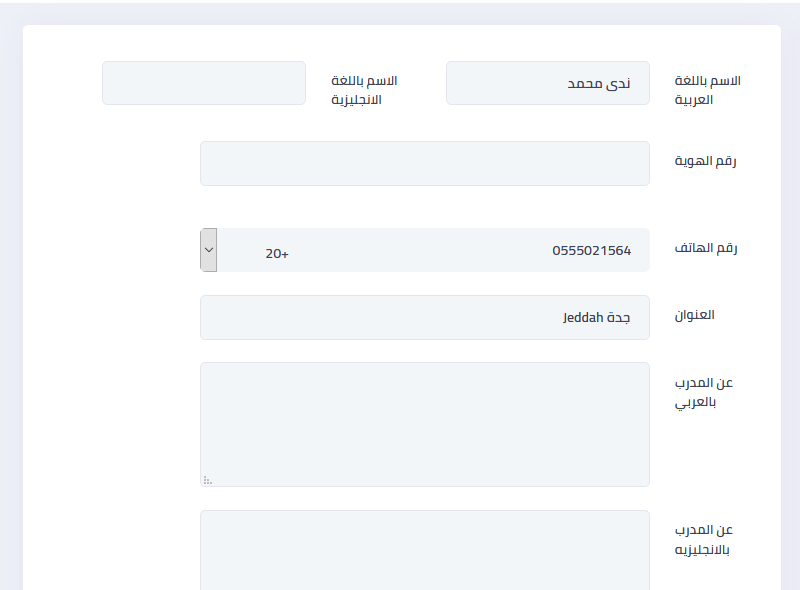 الاسم باللغة
العربية
ندى محمد
الاسم باللغة
الانجليزية
رقم الهوية
رقم الهاتف
0555021564
20+
العنوان
جدة Jeddah
عن المدرب
بالعربي
عن المدرب
بالانجليزيه